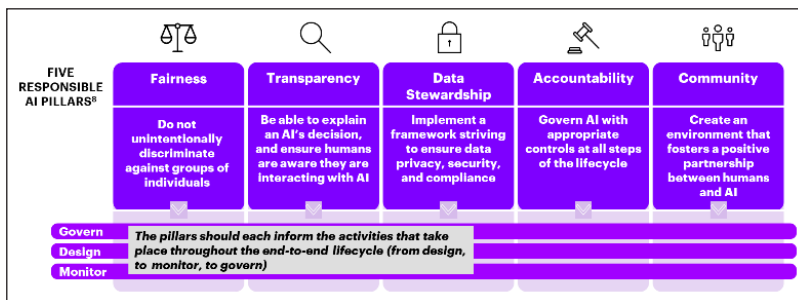 FIVE
RESPONSIBLE
AI PILLARS⁸
Fairness
Do not
unintentionally
discriminate
against groups of
individuals
Transparency
Be able to explain
an AI's decision,
and ensure humans
are aware they are
interacting with AI
Data
Stewardship
Implement a
framework striving
to ensure data
privacy, security,
and compliance
Accountability
Govern AI with
appropriate
controls at all steps
of the lifecycle
Community
Create an
environment that
fosters a positive
partnership
between humans
and AI
Govern
Design
Monitor
The pillars should each inform the activities that take
place throughout the end-to-end lifecycle (from design,
to monitor, to govern)